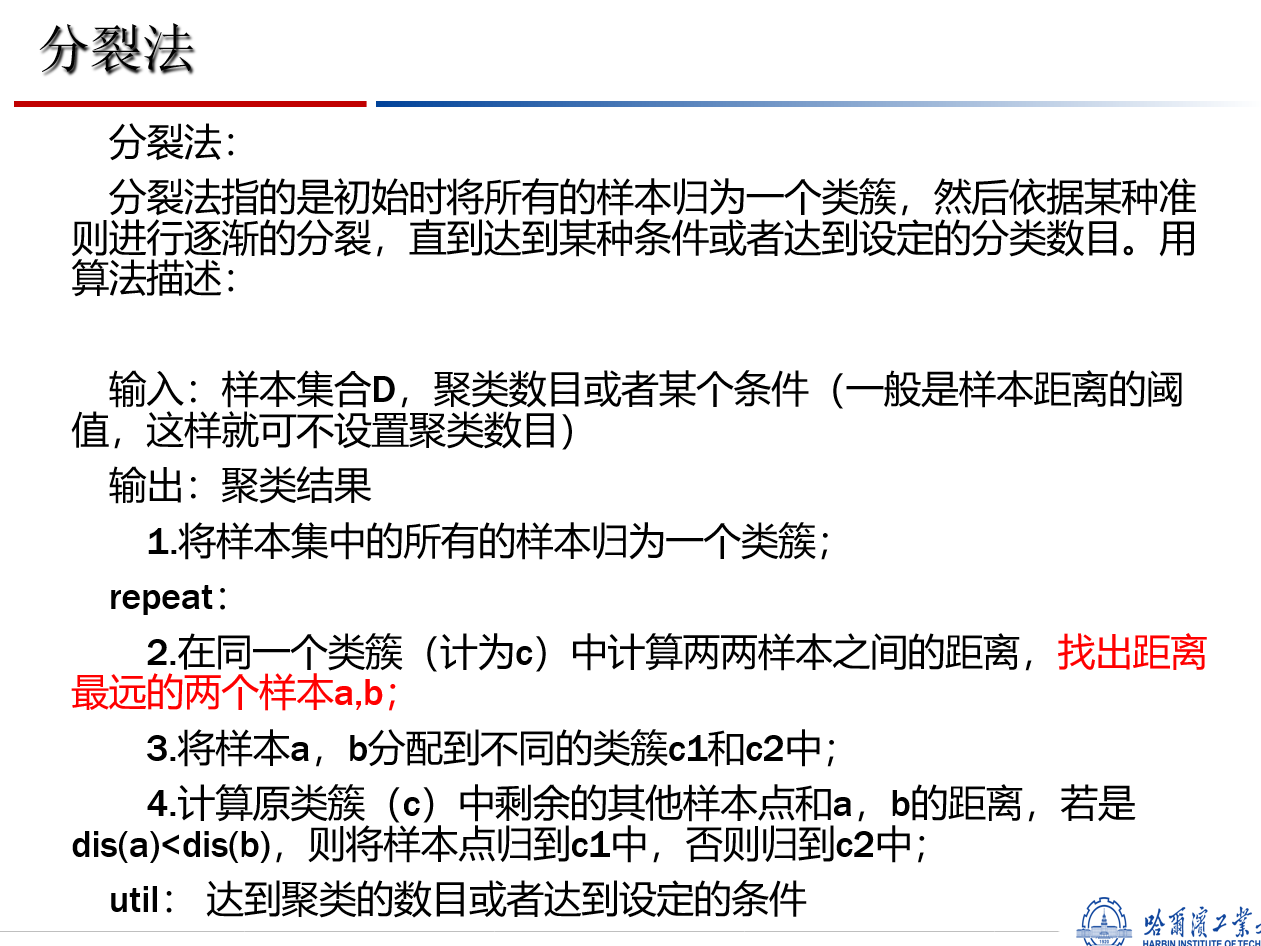 分裂法
分裂法：
分裂法指的是初始时将所有的样本归为一个类簇，然后依据某种准
则进行逐渐的分裂，直到达到某种条件或者达到设定的分类数目。用
算法描述：
输入：样本集合D，聚类数目或者某个条件（一般是样本距离的阈
值，这样就可不设置聚类数目）
输出：聚类结果
1.将样本集中的所有的样本归为一个类簇；
repeat：
2.在同一个类簇（计为c）中计算两两样本之间的距离，找出距离
最远的两个样本a,b；
3.将样本a，b分配到不同的类簇c1和c2中；
4.计算原类簇（c）中剩余的其他样本点和a，b的距离，若是
dis(a)<dis(b)，则将样本点归到c1中，否则归到c2中；
util： 达到聚类的数目或者达到设定的条件
哈爾濱工業
HARBIN INSTITUTE OF TECH